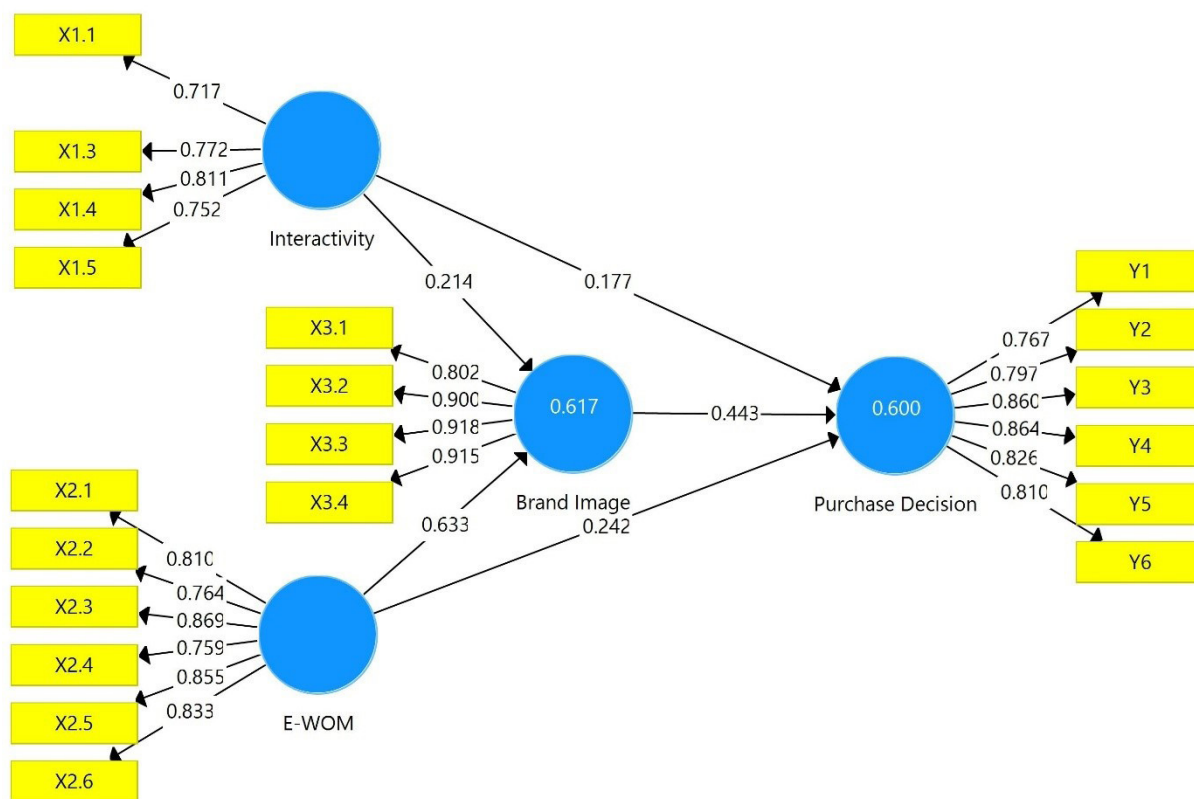 X1.1
0.717
X1.3
0.772
X1.4
0.811
X1.5
0.752
Interactivity
0.214
0.177
X3.1
0.802
X3.2
0.900
X3.3
0.918
X3.4
0.915
0.617
Brand Image
0.443
0.600
Purchase Decision
Y1
0.767
Y2
0.797
Y3
0.860
Y4
0.864
Y5
0.826
Y6
0.810
0.633
0.242
X2.1
0.810
X2.2
0.764
X2.3
0.869
X2.4
0.759
X2.5
0.855
X2.6
0.833
E-WOM